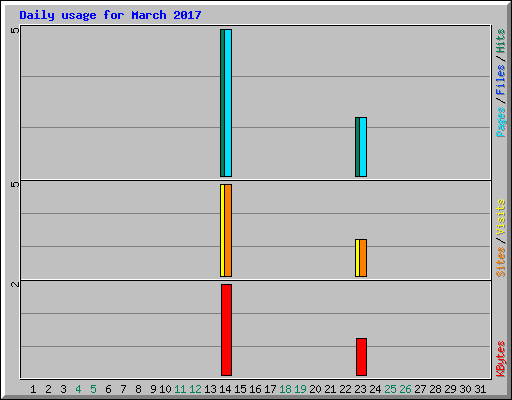 Daily usage for March 2017
5
5
2
Pages / Files / Hits
Sites / Visits
KBytes
1 2 3 4 5 6 7 8 9 10 11 12 13 14 15 16 17 18 19 20 21 22 23 24 25 26 27 28 29 30 31